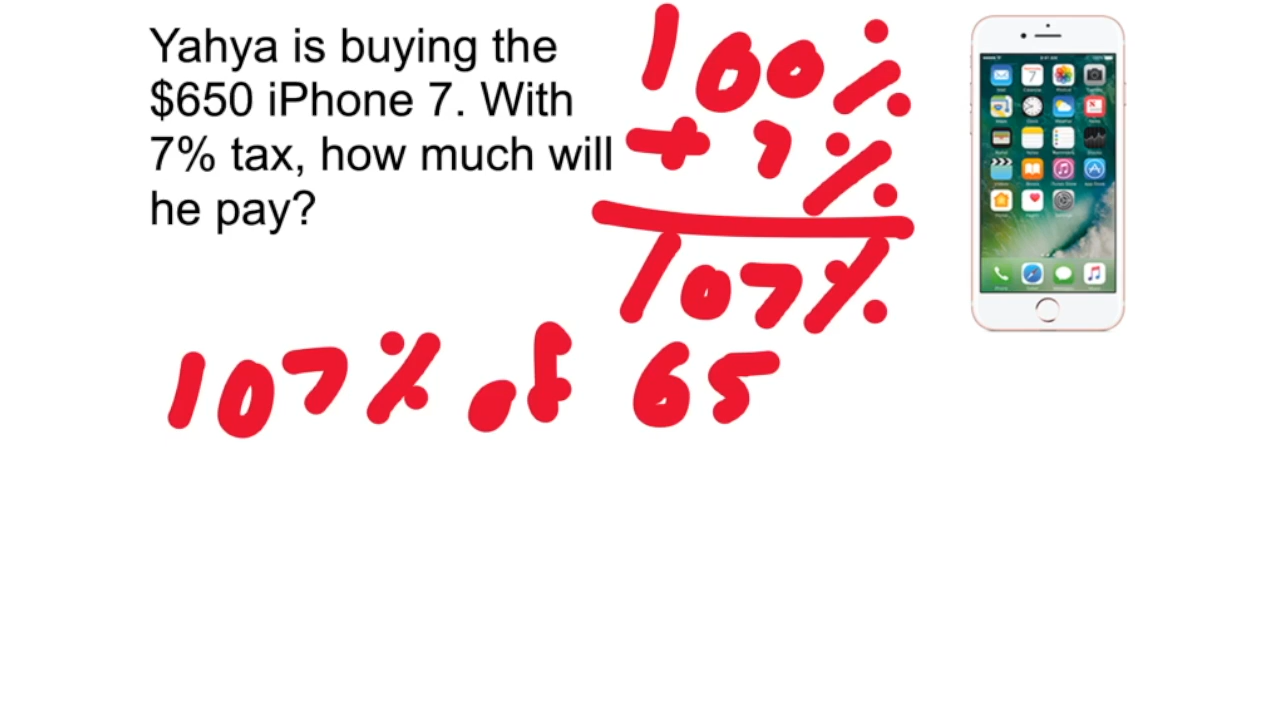 Yahya is buying the
$650 iPhone 7. With
7% tax, how much will
he pay?
100%
+ 7%
107%
107% of 65